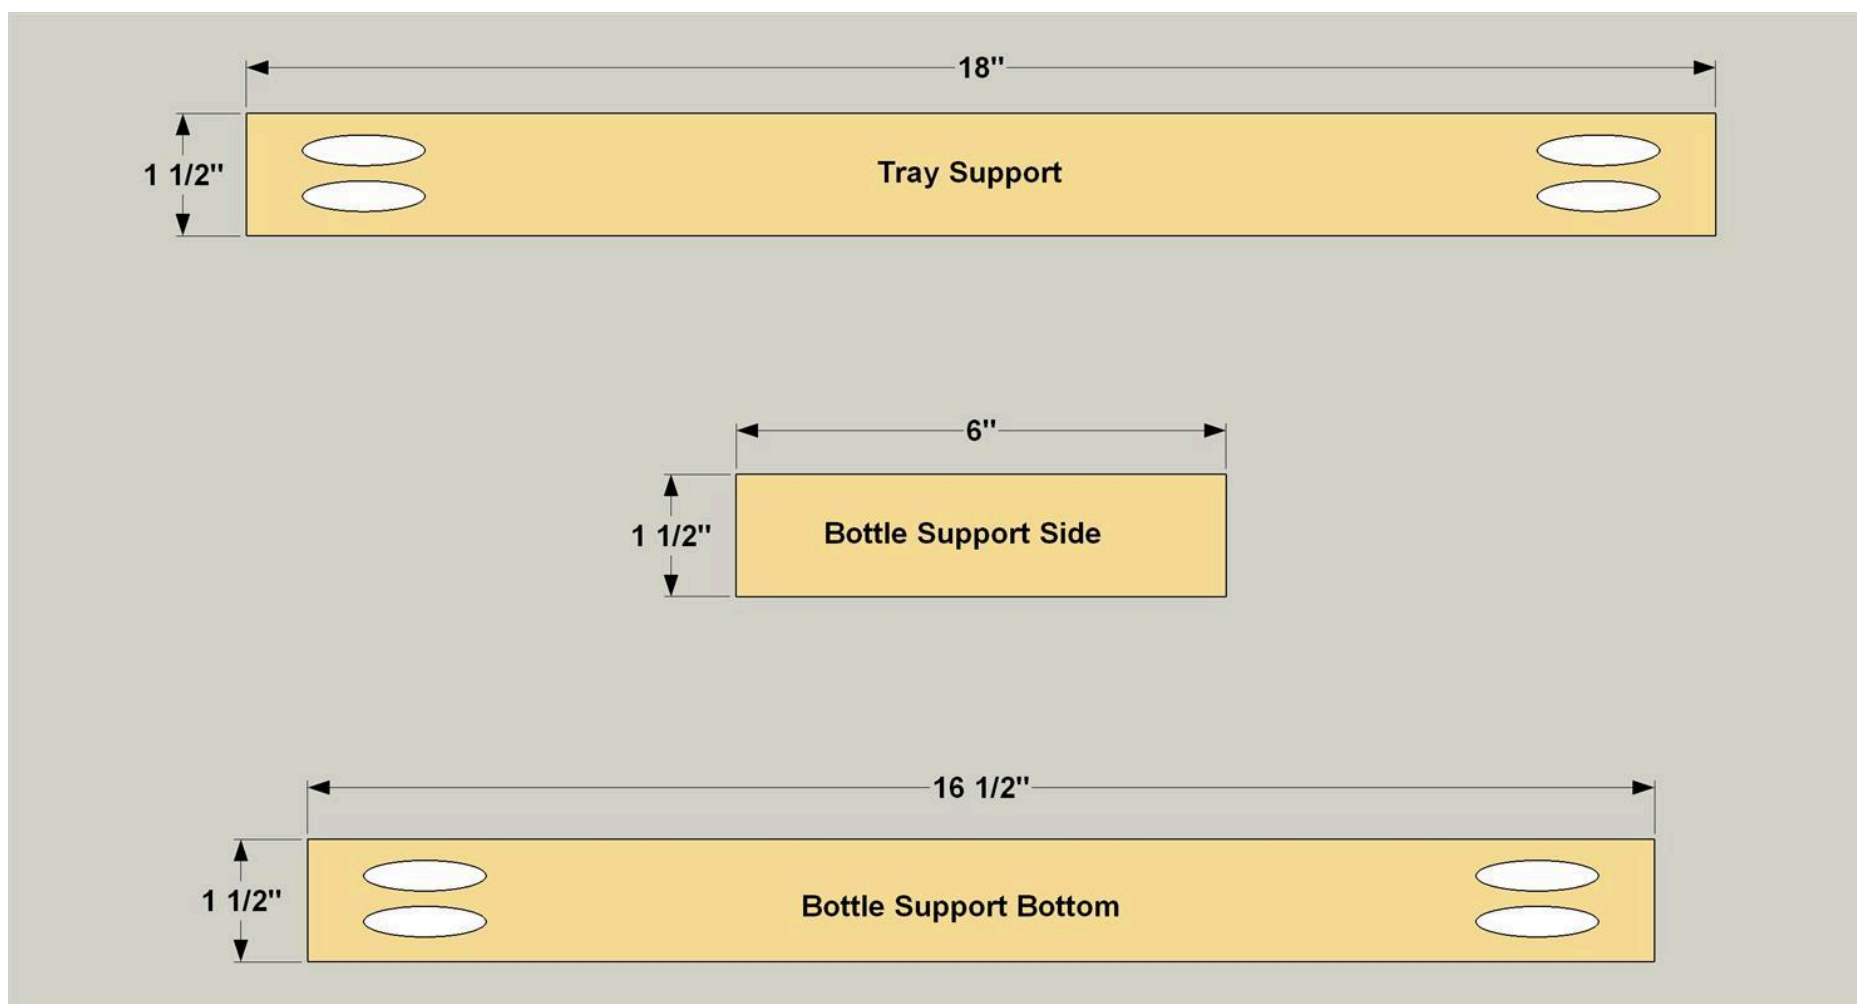 18"
1 1/2"
Tray Support
6"
1 1/2"
Bottle Support Side
16 1/2"
1 1/2"
Bottle Support Bottom